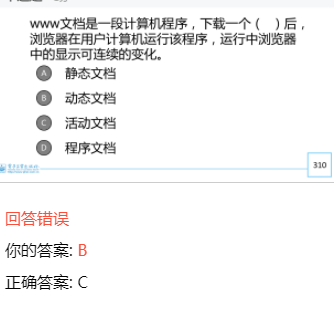 www文档是一段计算机程序，下载一个（　）后，
浏览器在用户计算机运行该程序，运行中浏览器
中的显示可连续的变化。
A 静态文档
B 动态文档
C 活动文档
D 程序文档
310
回答错误
你的答案: B
正确答案: C